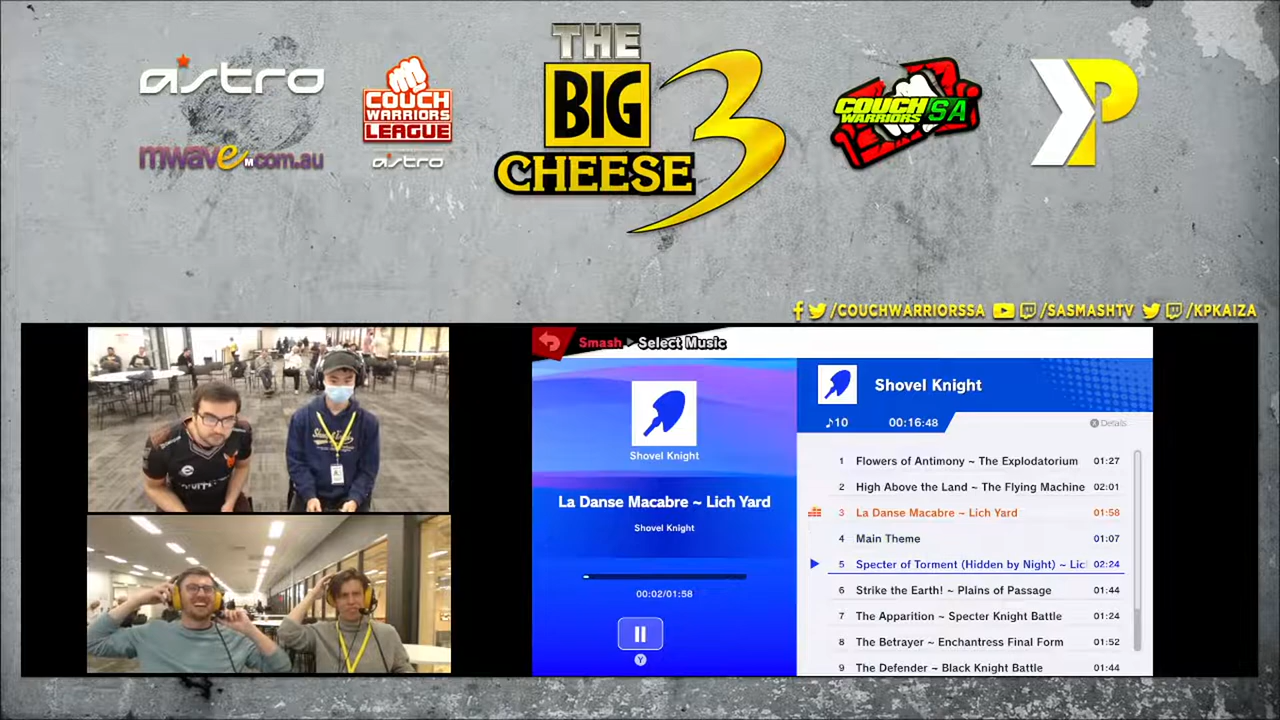 THE
BIG
CHEESE
3
astro
mwave.com.au
COUCH
WARRIORS
LEAGUE
astro
COUCH
WARRIORS
SA
KP
/COUCHWARRIORSSA /SASMASHTV /KPKAIZA
Smash Select Music
Shovel Knight
La Danse Macabre ~ Lich Yard
Shovel Knight
00:02/01:58
Y
Shovel Knight
♪10 00:16:48 X Details
1 Flowers of Antimony ~ The Explodatorium 01:27
2 High Above the Land ~ The Flying Machine 02:01
3 La Danse Macabre ~ Lich Yard 01:58
4 Main Theme 01:07
5 Specter of Torment (Hidden by Night) ~ Lic 02:24
6 Strike the Earth! ~ Plains of Passage 01:44
7 The Apparition ~ Specter Knight Battle 01:24
8 The Betrayer ~ Enchantress Final Form 01:52
9 The Defender ~ Black Knight Battle 01:44